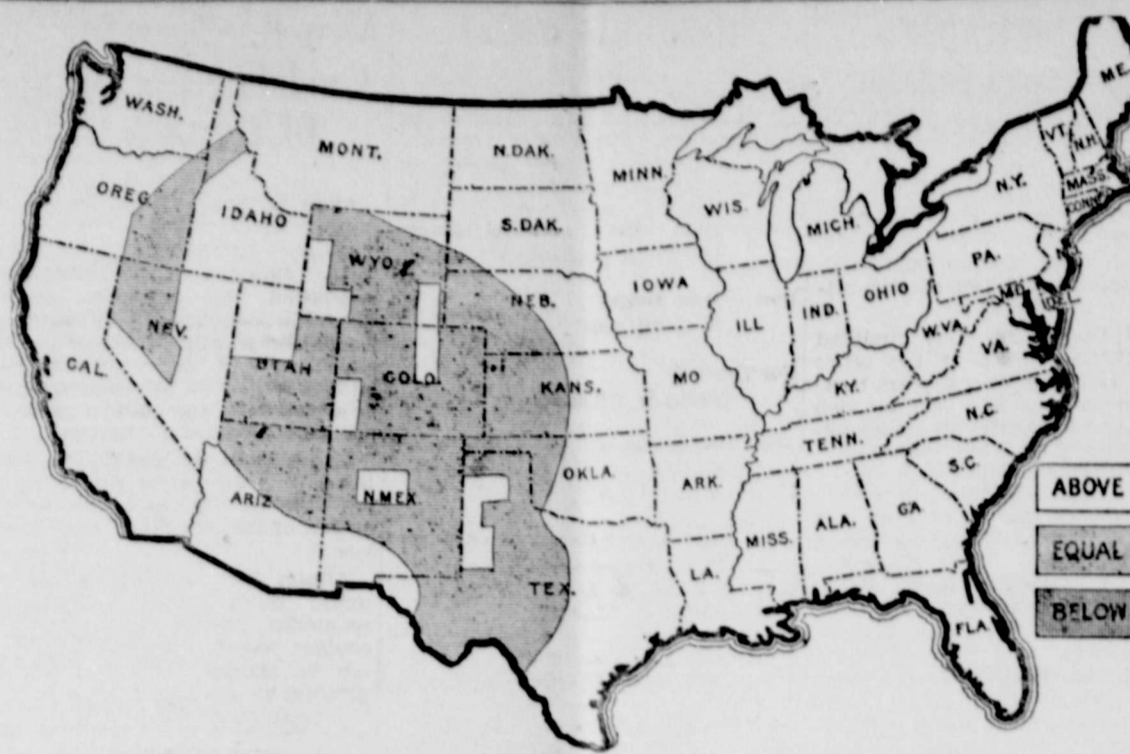 WASH.
MONT.
N.DAK.
MINN.
OREG.
IDAHO
S.DAK.
WIS.
MICH.
N.Y.
VT.
N.H.
ME.
MASS.
CONN.
WYO.
NEB.
IOWA
ILL
IND.
OHIO
PA.
N
MD.
DEL
W.VA.
VA.
NEV.
CAL.
UTAH
COLO.
KANS.
MO
KY.
N.C.
TENN.
S.C.
ARIZ
N.MEX
OKLA.
ARK.
MISS.
ALA.
GA.
LA.
TEX.
FLA
ABOVE
EQUAL
BELOW